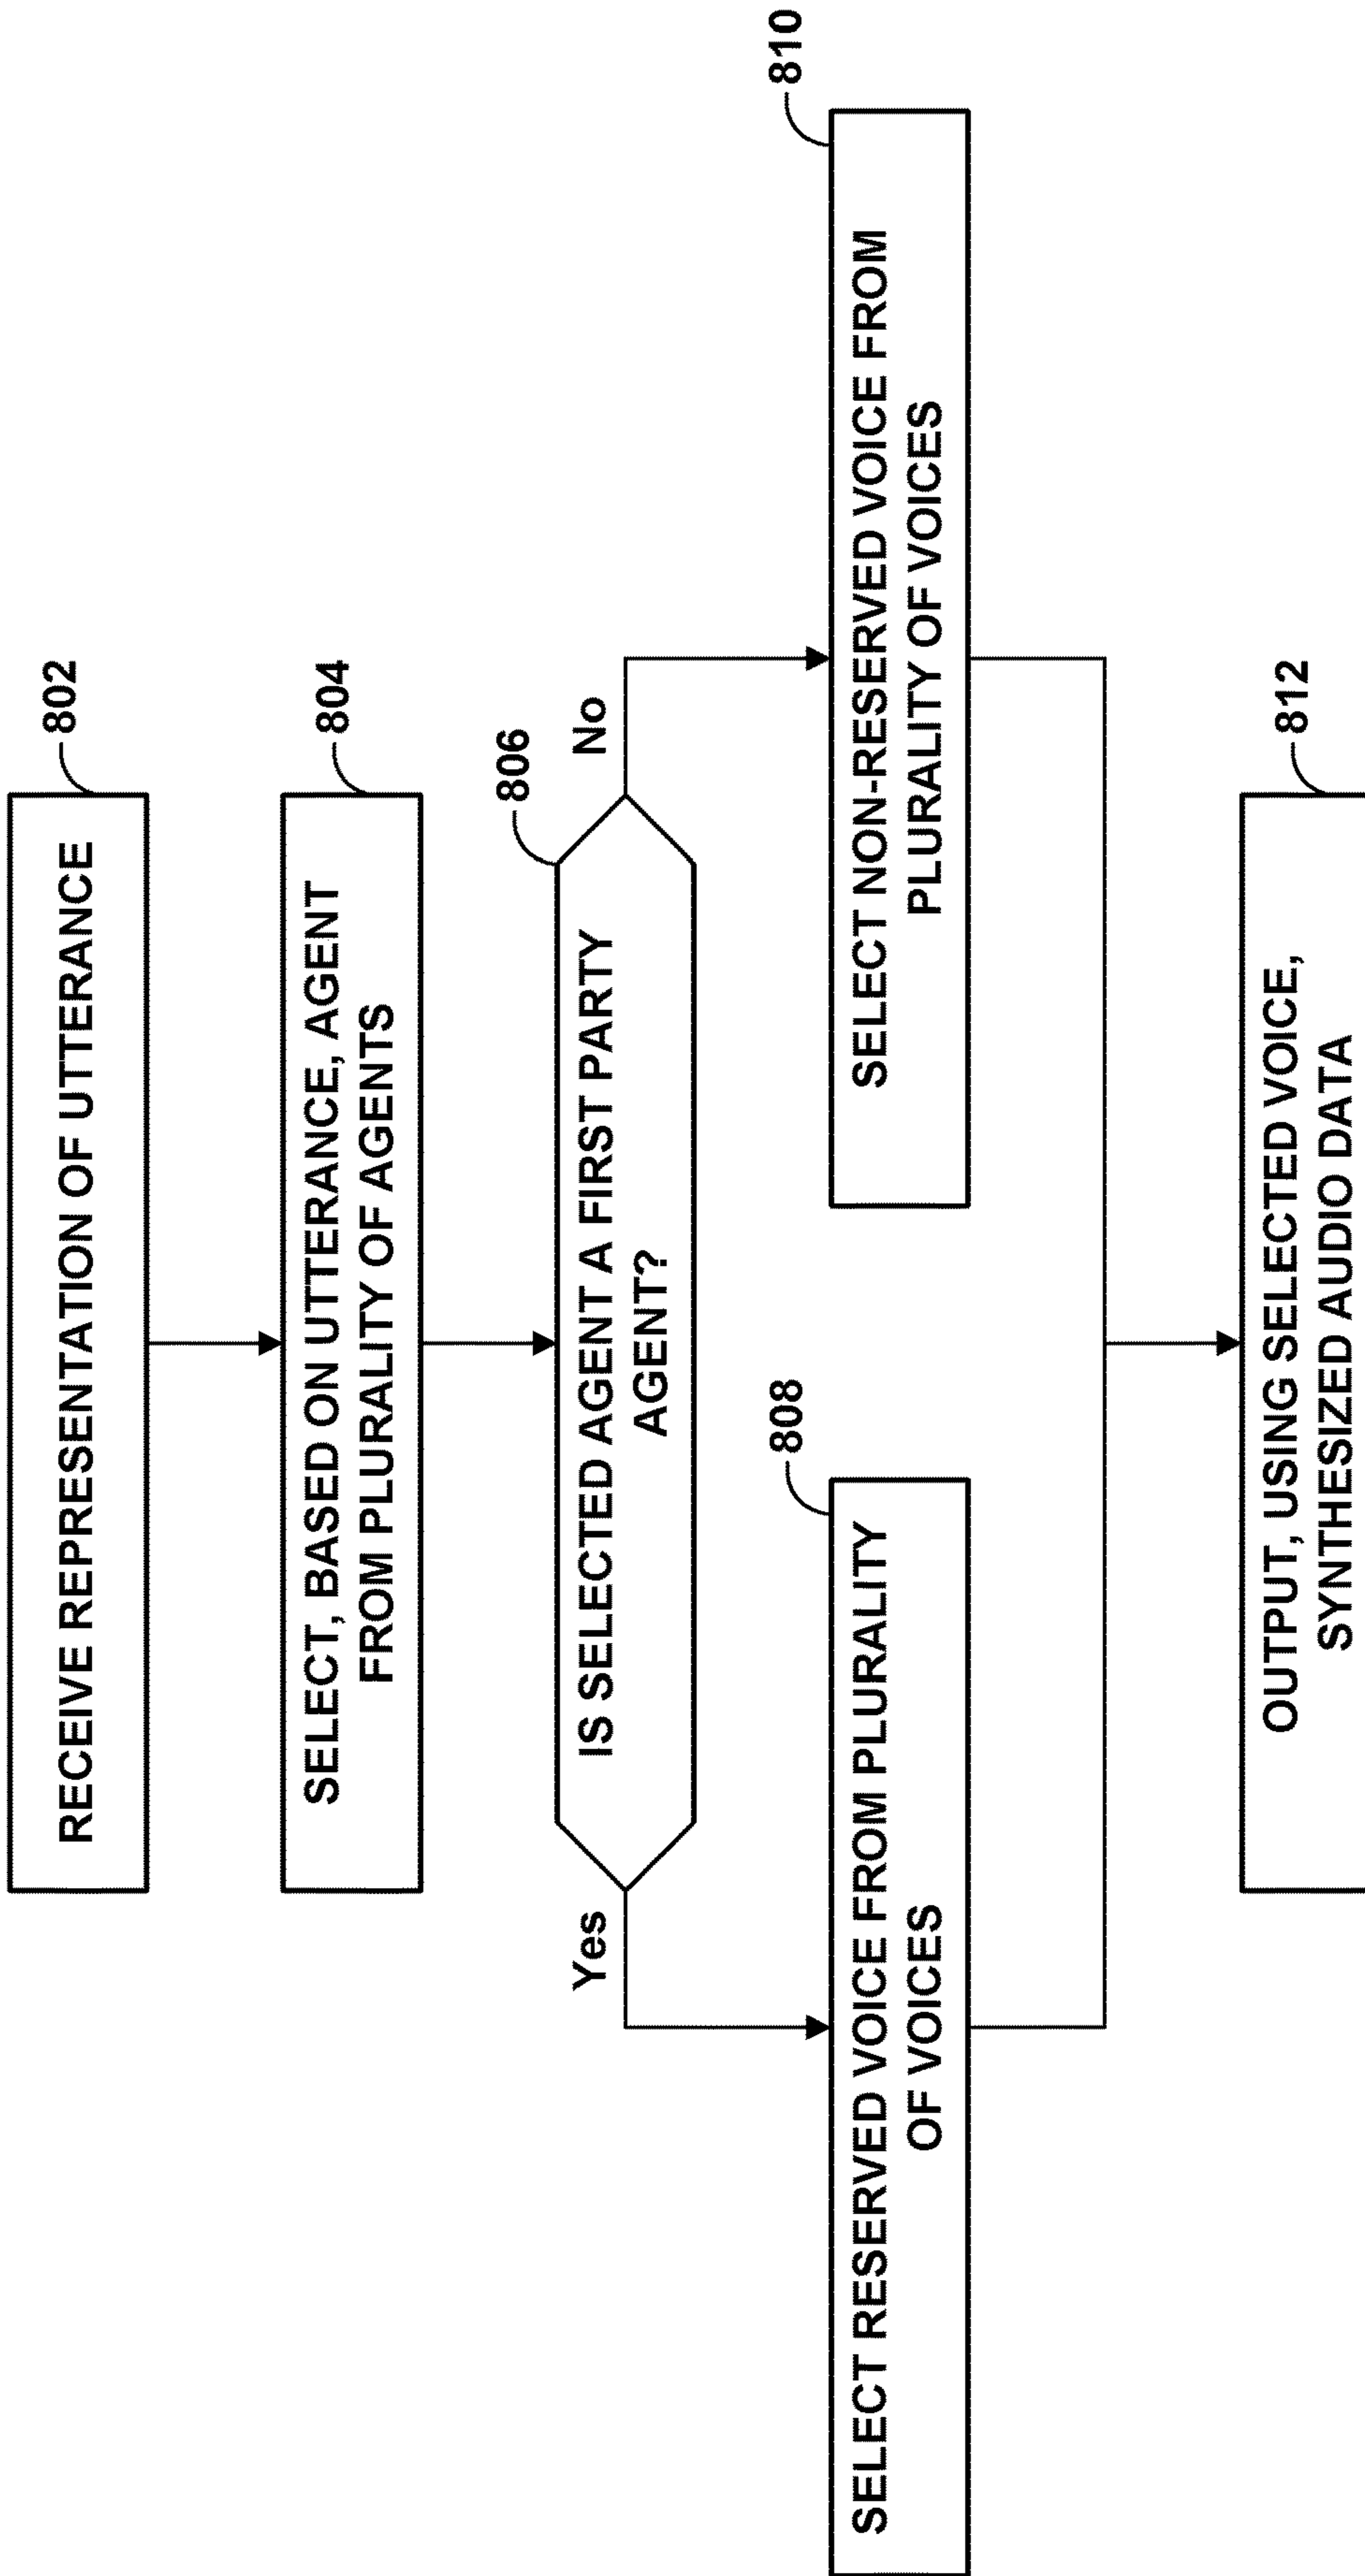 802
RECEIVE REPRESENTATION OF UTTERANCE
804
SELECT, BASED ON UTTERANCE, AGENT
FROM PLURALITY OF AGENTS
806
IS SELECTED AGENT A FIRST PARTY
AGENT?
Yes
No
808
SELECT RESERVED VOICE FROM PLURALITY
OF VOICES
810
SELECT NON-RESERVED VOICE FROM
PLURALITY OF VOICES
812
OUTPUT, USING SELECTED VOICE,
SYNTHESIZED AUDIO DATA